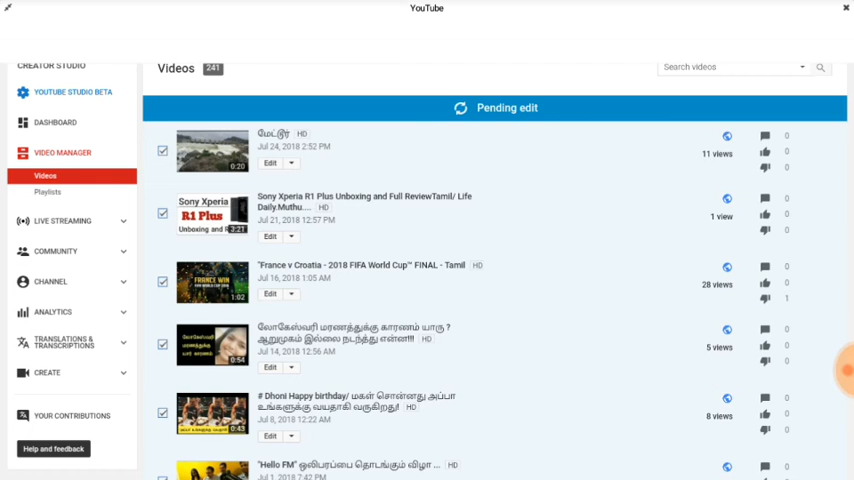 YouTube
CREATOR STUDIO
YOUTUBE STUDIO BETA
DASHBOARD
VIDEO MANAGER
Videos
Playlists
LIVE STREAMING
COMMUNITY
CHANNEL
ANALYTICS
TRANSLATIONS &
TRANSCRIPTIONS
CREATE
YOUR CONTRIBUTIONS
Help and feedback
Videos 241
Search videos
Pending edit
மேட்டூர் HD
Jul 24, 2018 2:52 PM
0:20
Edit
11 views
0
0
0
Sony Xperia
R1 Plus
3:21
Sony Xperia R1 Plus Unboxing and Full ReviewTamil/ Life
Daily.Muthu.... HD
Jul 21, 2018 12:57 PM
Edit
1 view
0
0
0
FRANCE WIN
1:02
"France v Croatia - 2018 FIFA World Cup™ FINAL - Tamil HD
Jul 16, 2018 1:05 AM
Edit
28 views
0
0
1
லோகேஸ்வரி
மரணத்துக்கு
யார் காரணம்
0:54
லோகேஸ்வரி மரணத்துக்கு காரணம் யாரு ?
ஆறுமுகம் இல்லை நடந்த்து என்ன!!! HD
Jul 14, 2018 12:56 AM
Edit
5 views
0
0
0
0:43
# Dhoni Happy birthday/ மகள் சொன்னது அப்பா
உங்களுக்கு வயதாகி வருகிறது! HD
Jul 8, 2018 12:22 AM
Edit
8 views
0
0
0
"Hello FM" ஒலிபரப்பை தொடங்கும் விழா ... HD
Jul 1, 2018 7:42 PM
0
0